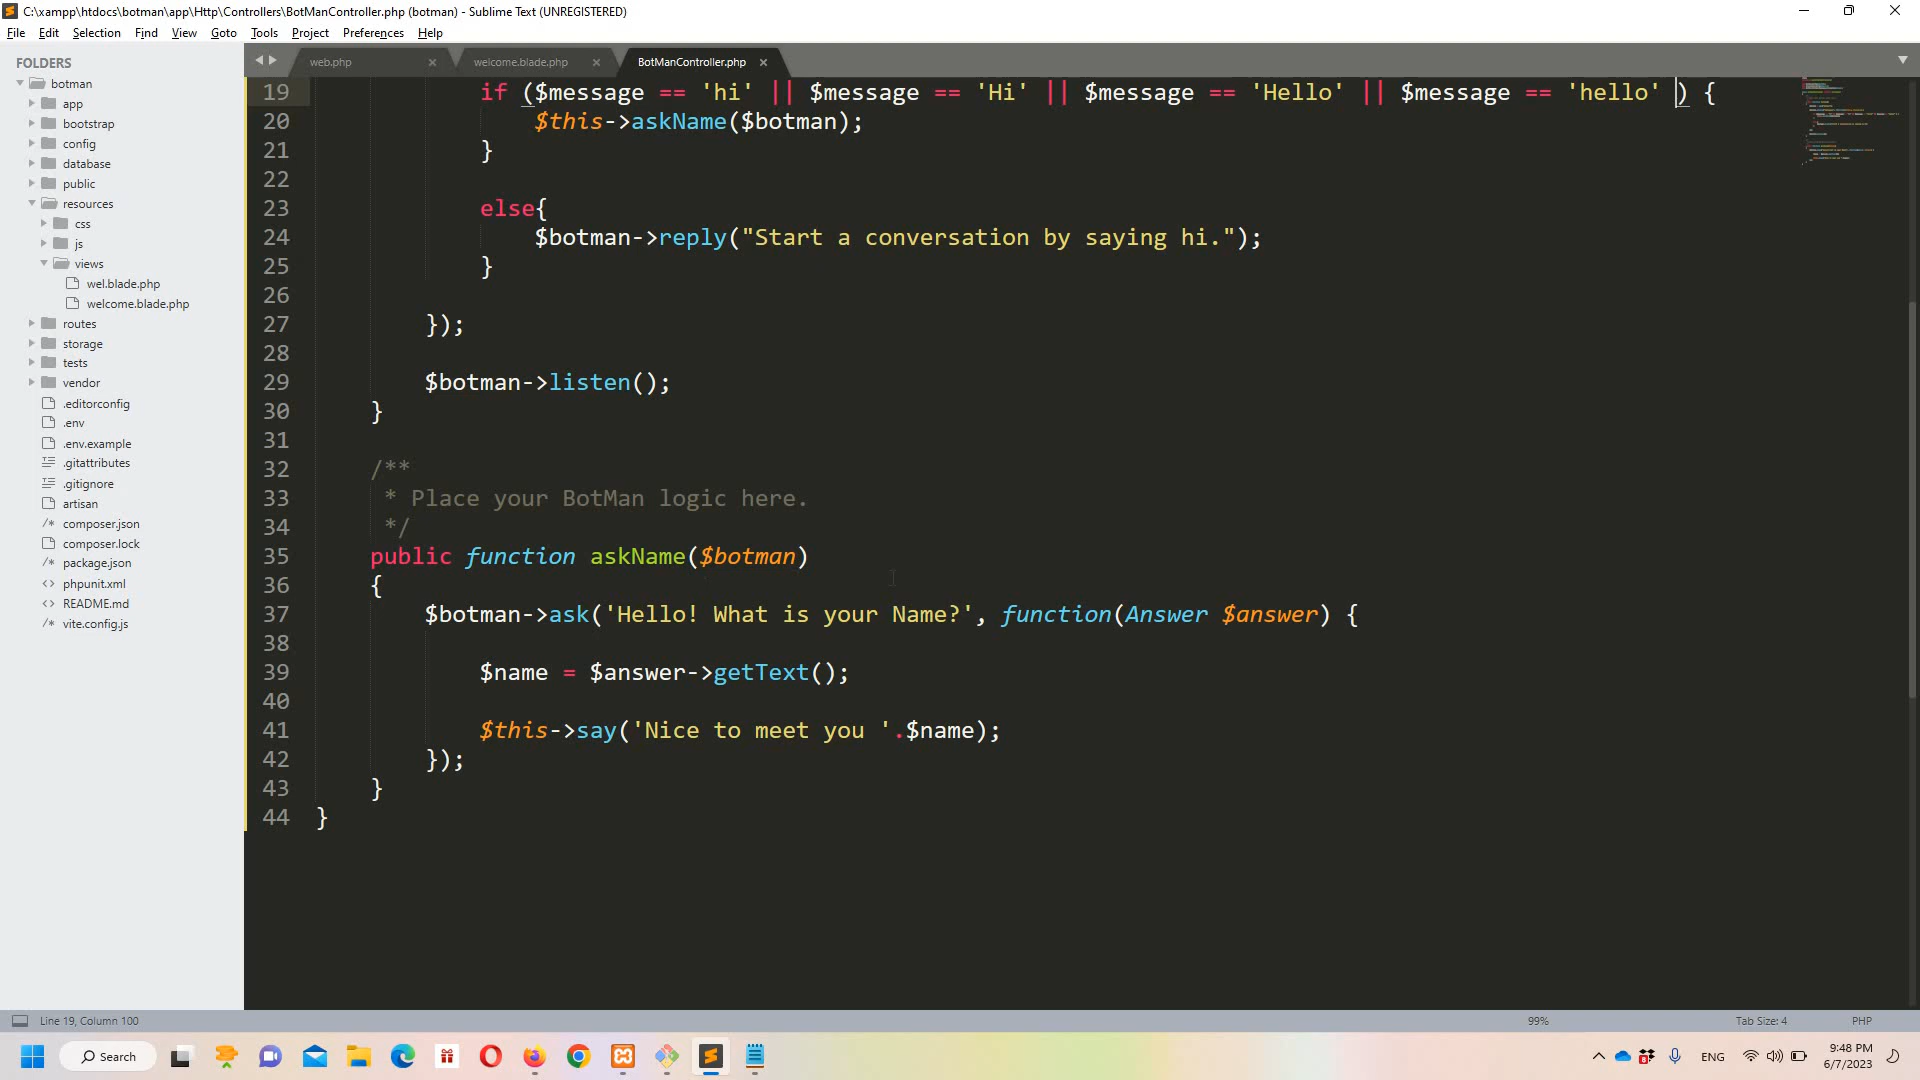 C:\xampp\htdocs\botman\app\Http\Controllers\BotManController.php (botman) - Sublime Text (UNREGISTERED)
File Edit Selection Find View Goto Tools Project Preferences Help
FOLDERS
botman
app
bootstrap
config
database
public
resources
css
js
views
wel.blade.php
welcome.blade.php
routes
storage
tests
vendor
.editorconfig
.env
.env.example
.gitattributes
.gitignore
artisan
composer.json
composer.lock
package.json
phpunit.xml
README.md
vite.config.js
web.php welcome.blade.php BotManController.php
19 if ($message == 'hi' || $message == 'Hi' || $message == 'Hello' || $message == 'hello' ) {
20 $this->askName($botman);
21 }
22
23 else{
24 $botman->reply("Start a conversation by saying hi.");
25 }
26
27 });
28
29 $botman->listen();
30 }
31
32 /**
33 * Place your BotMan logic here.
34 */
35 public function askName($botman)
36 {
37 $botman->ask('Hello! What is your Name?', function(Answer $answer) {
38
39 $name = $answer->getText();
40
41 $this->say('Nice to meet you '.$name);
42 });
43 }
44 }
Line 19, Column 100 99% Tab Size: 4 PHP
Search ENG 9:48 PM
6/7/2023